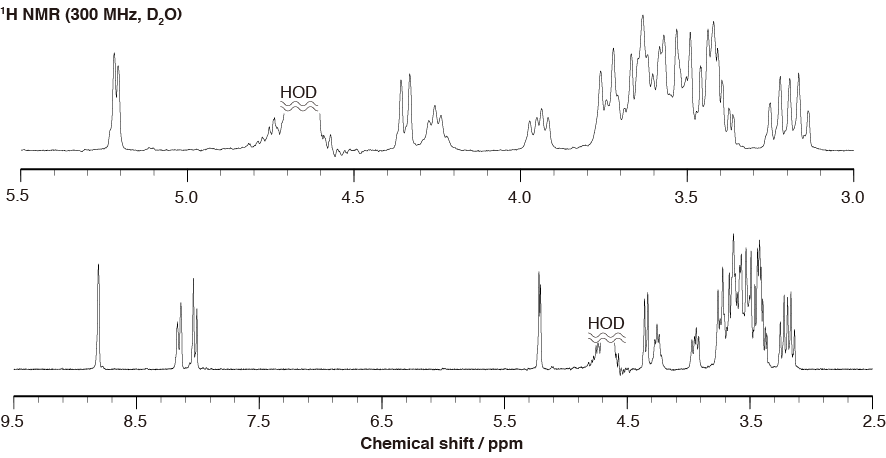 ¹H NMR (300 MHz, D₂O)
HOD
5.5 5.0 4.5 4.0 3.5 3.0
HOD
9.5 8.5 7.5 6.5 5.5 4.5 3.5 2.5
Chemical shift / ppm